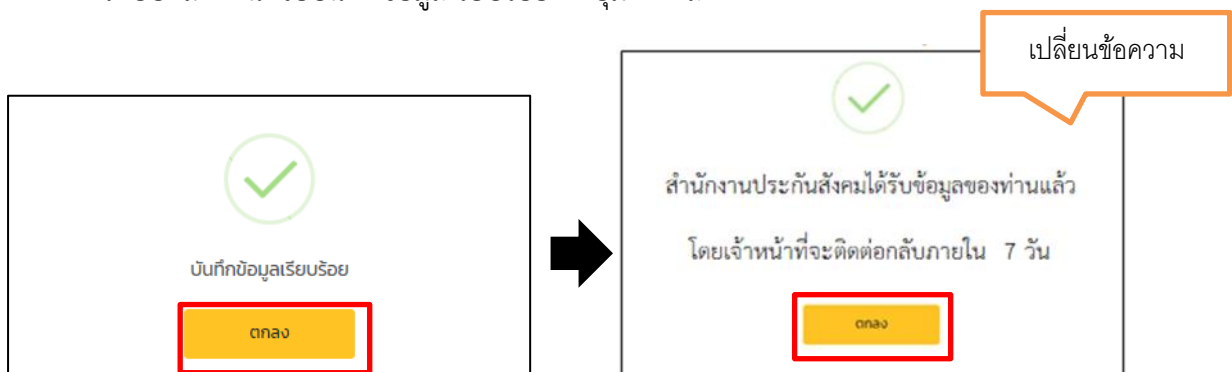 เปลี่ยนข้อความ
บันทึกข้อมูลเรียบร้อย
ตกลง
สำนักงานประกันสังคมได้รับข้อมูลของท่านแล้ว
โดยเจ้าหน้าที่จะติดต่อกลับภายใน 7 วัน
ตกลง